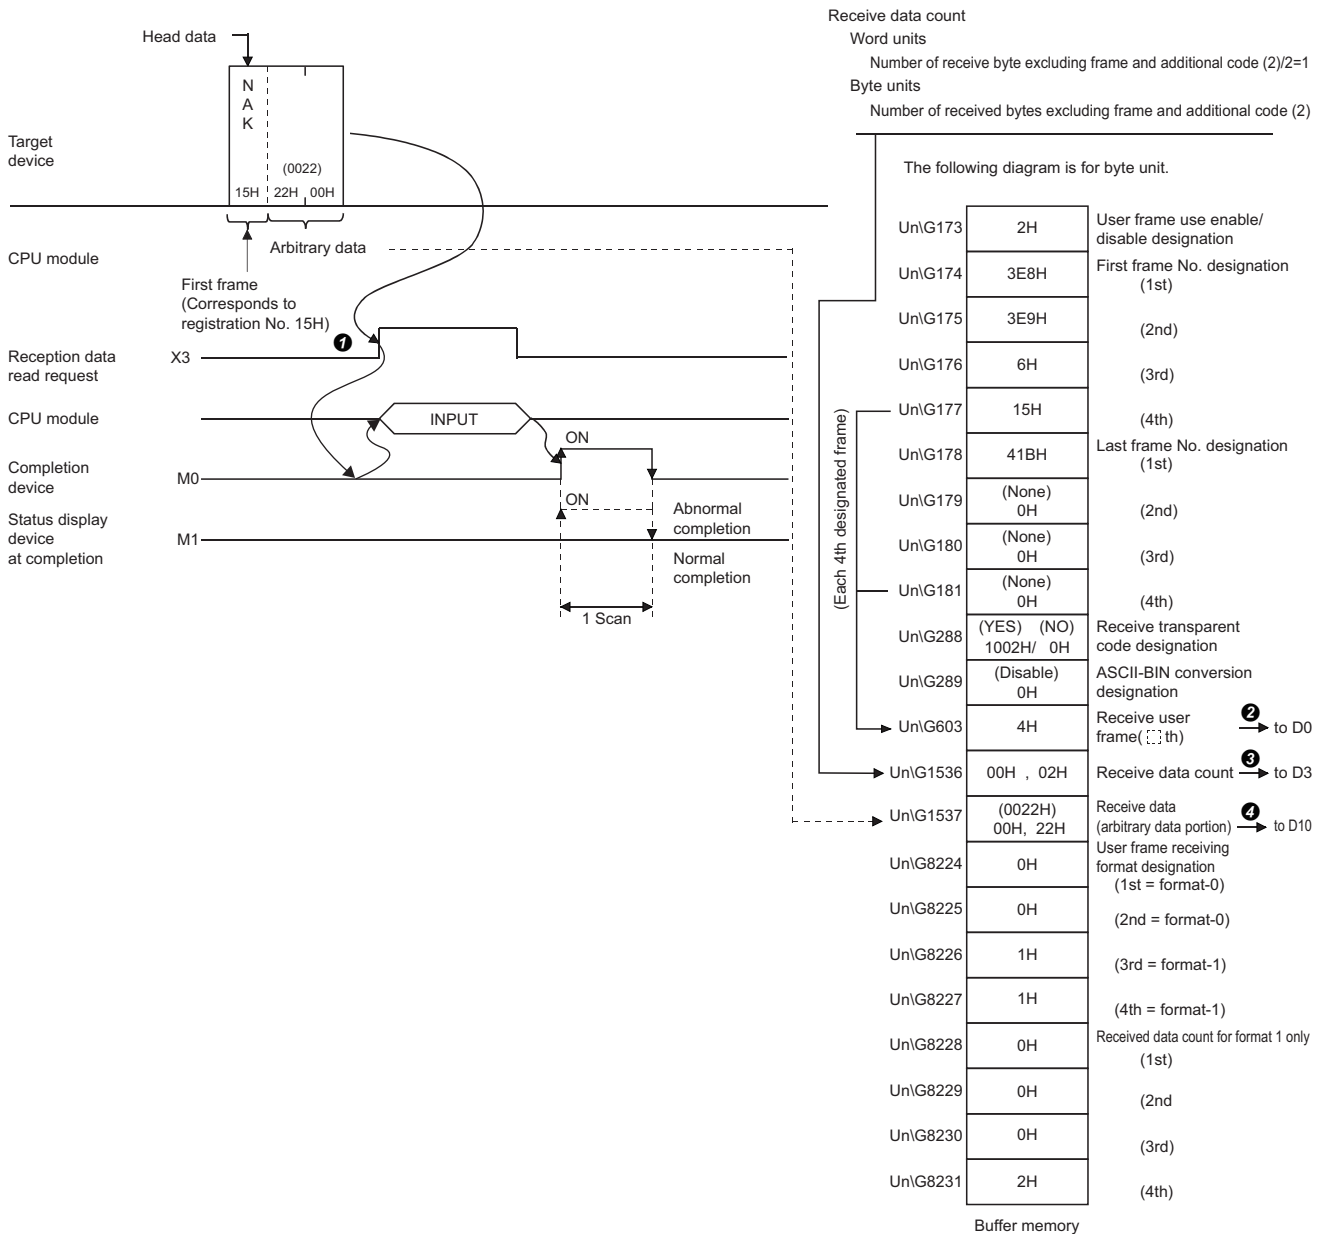 Receive data count
Word units
Number of receive byte excluding frame and additional code (2)/2=1
Byte units
Number of received bytes excluding frame and additional code (2)
The following diagram is for byte unit.
Head data
N
A
K
(0022)
15H 22H 00H
Target
device
Arbitrary data
CPU module
First frame
(Corresponds to
registration No. 15H)
❶
Reception data
read request
X3
CPU module
INPUT
ON
Completion
device
M0
ON
Status display
device
at completion
M1
Abnormal
completion
Normal
completion
1 Scan
(Each 4th designated frame)
Un\G173 2H User frame use enable/
disable designation
Un\G174 3E8H First frame No. designation
(1st)
Un\G175 3E9H (2nd)
Un\G176 6H (3rd)
Un\G177 15H (4th)
Un\G178 41BH Last frame No. designation
(1st)
Un\G179 (None)
0H (2nd)
Un\G180 (None)
0H (3rd)
Un\G181 (None)
0H (4th)
Un\G288 (YES) (NO)
1002H/ 0H Receive transparent
code designation
Un\G289 (Disable)
0H ASCII-BIN conversion
designation
Un\G603 4H Receive user
frame( th) ❷ to D0
Un\G1536 00H , 02H Receive data count ❸ to D3
Un\G1537 (0022H)
00H, 22H Receive data
(arbitrary data portion) ❹ to D10
Un\G8224 0H User frame receiving
format designation
(1st = format-0)
Un\G8225 0H (2nd = format-0)
Un\G8226 1H (3rd = format-1)
Un\G8227 1H (4th = format-1)
Un\G8228 0H Received data count for format 1 only
(1st)
Un\G8229 0H (2nd
Un\G8230 0H (3rd)
Un\G8231 2H (4th)
Buffer memory